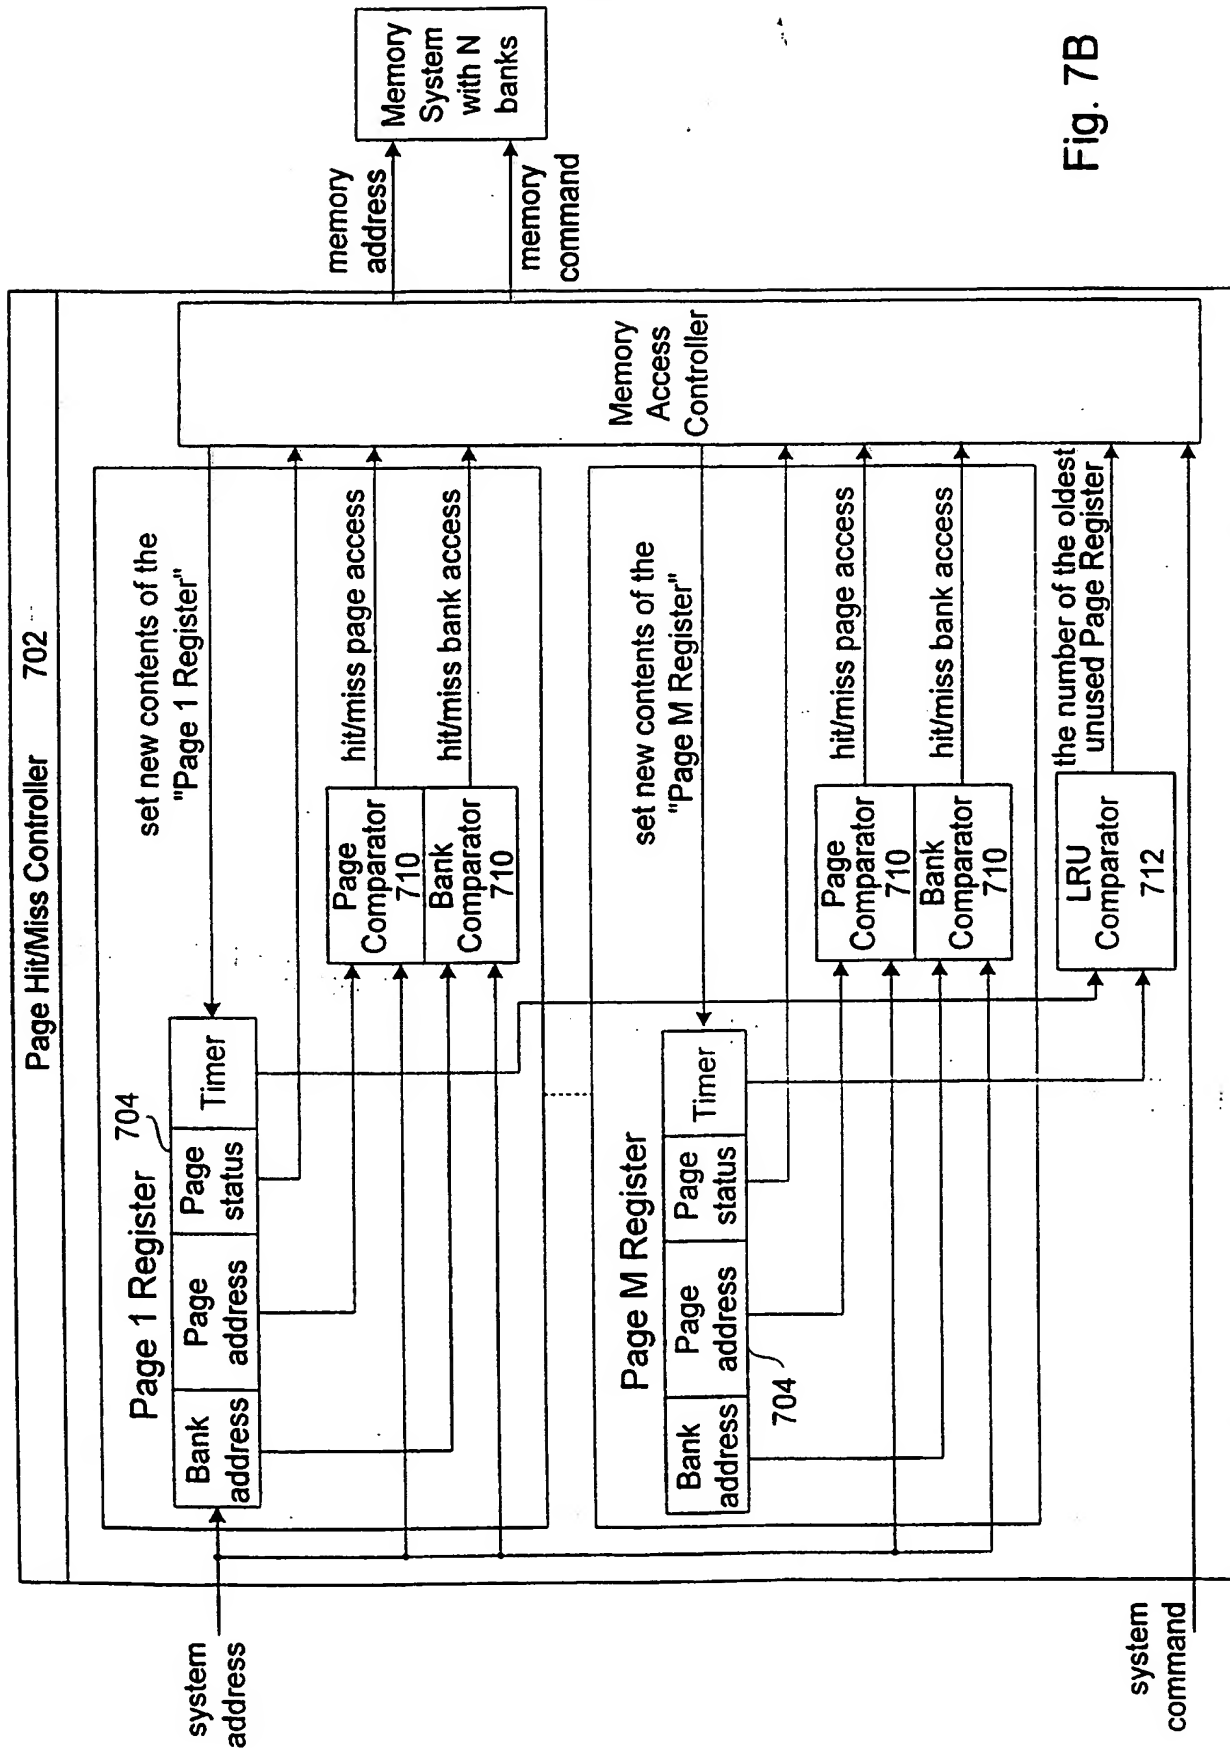 Page Hit/Miss Controller 702
system
address
Page 1 Register
704
Bank
address
Page
address
Page
status
Timer
set new contents of the
"Page 1 Register"
Page
Comparator
710
Bank
Comparator
710
hit/miss page access
hit/miss bank access
Page M Register
704
Bank
address
Page
address
Page
status
Timer
set new contents of the
"Page M Register"
Page
Comparator
710
Bank
Comparator
710
hit/miss page access
hit/miss bank access
LRU
Comparator
712
the number of the oldest
unused Page Register
system
command
Memory
Access
Controller
memory
address
memory
command
Memory
System
with N
banks
Fig. 7B